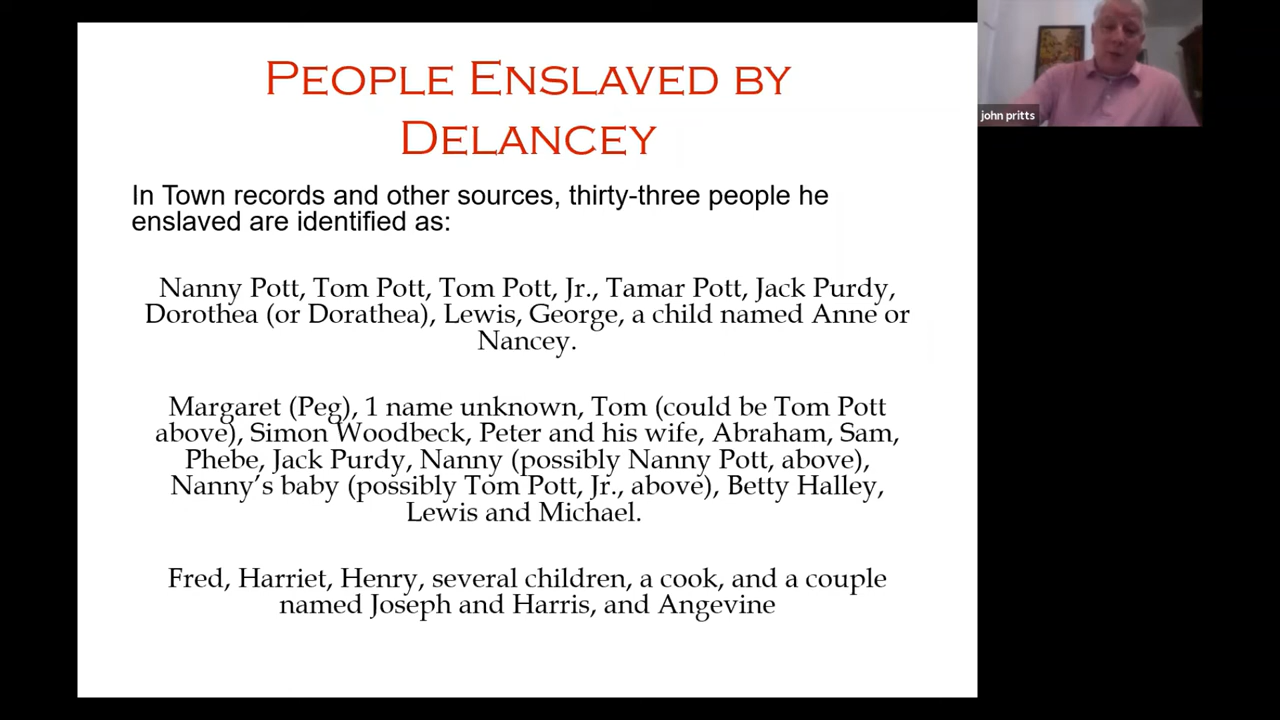 PEOPLE ENSLAVED BY
DELANCEY
In Town records and other sources, thirty-three people he
enslaved are identified as:
Nanny Pott, Tom Pott, Tom Pott, Jr., Tamar Pott, Jack Purdy,
Dorothea (or Dorathea), Lewis, George, a child named Anne or
Nancey.
Margaret (Peg), 1 name unknown, Tom (could be Tom Pott
above), Simon Woodbeck, Peter and his wife, Abraham, Sam,
Phebe, Jack Purdy, Nanny (possibly Nanny Pott, above),
Nanny’s baby (possibly Tom Pott, Jr., above), Betty Halley,
Lewis and Michael.
Fred, Harriet, Henry, several children, a cook, and a couple
named Joseph and Harris, and Angevine
john pritts